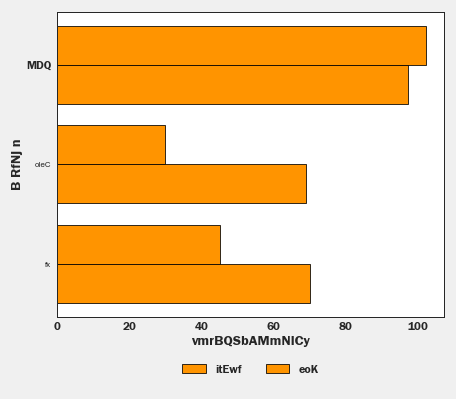 MDQ
oleC
fx
B RfNJ n
0 20 40 60 80 100
vmrBQSbAMmNICy
itEwf eoK